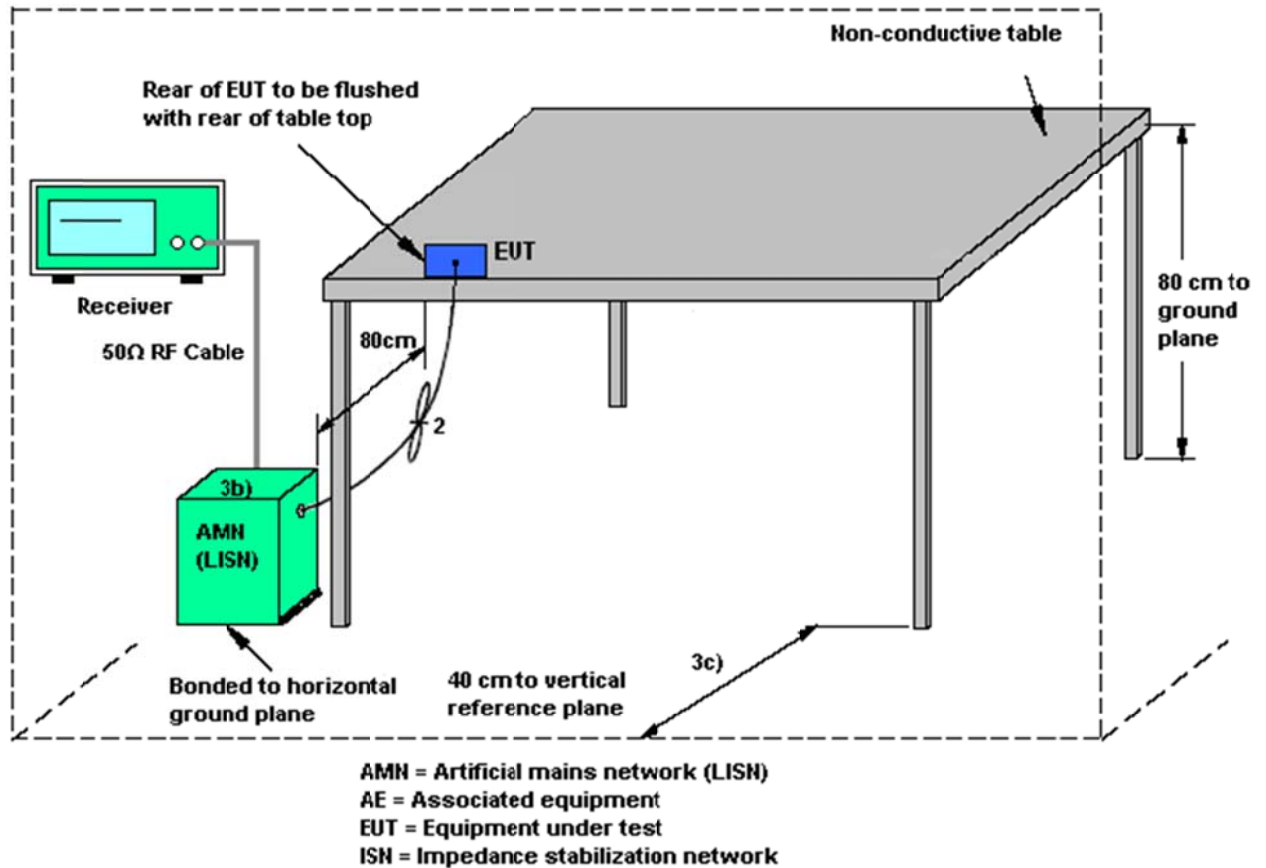 Non-conductive table
Rear of EUT to be flushed
with rear of table top
EUT
Receiver
80 cm to
ground
plane
50Ω RF Cable
80cm
2
3b)
AMN
(LISN)
3c)
Bonded to horizontal
ground plane
40 cm to vertical
reference plane
AMN = Artificial mains network (LISN)
AE = Associated equipment
EUT = Equipment under test
ISN = Impedance stabilization network